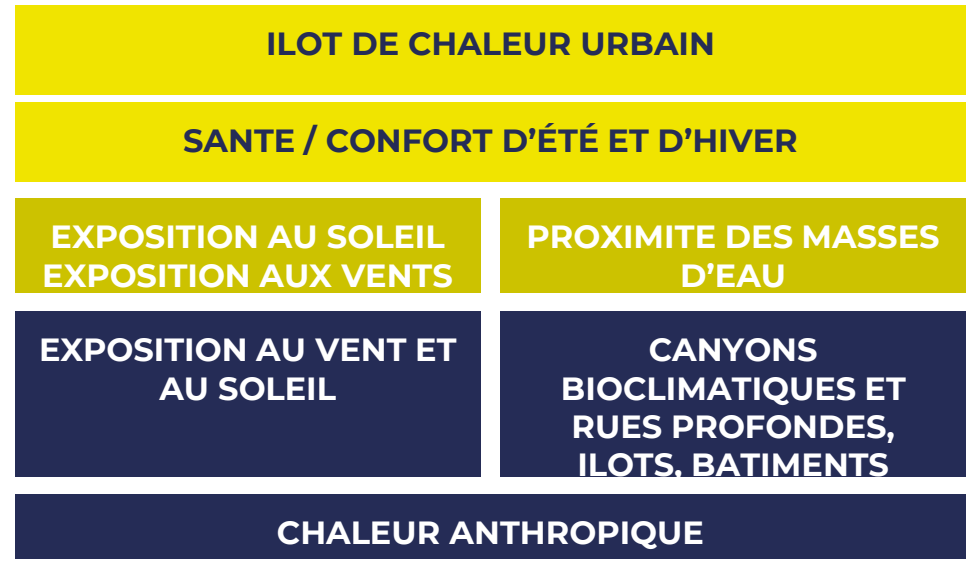 ILOT DE CHALEUR URBAIN
SANTE / CONFORT D’ÉTÉ ET D’HIVER
EXPOSITION AU SOLEIL
EXPOSITION AUX VENTS
PROXIMITE DES MASSES
D’EAU
EXPOSITION AU VENT ET
AU SOLEIL
CANYONS
BIOCLIMATIQUES ET
RUES PROFONDES,
ILOTS, BATIMENTS
CHALEUR ANTHROPIQUE